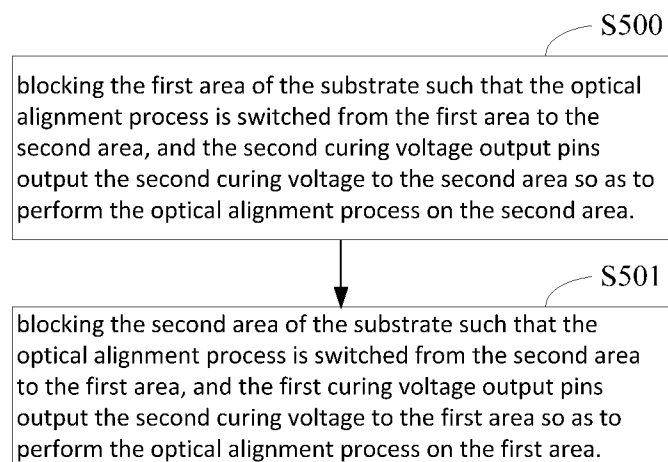 S500
blocking the first area of the substrate such that the optical
alignment process is switched from the first area to the
second area, and the second curing voltage output pins
output the second curing voltage to the second area so as to
perform the optical alignment process on the second area.
S501
blocking the second area of the substrate such that the
optical alignment process is switched from the second area
to the first area, and the first curing voltage output pins
output the second curing voltage to the first area so as to
perform the optical alignment process on the first area.